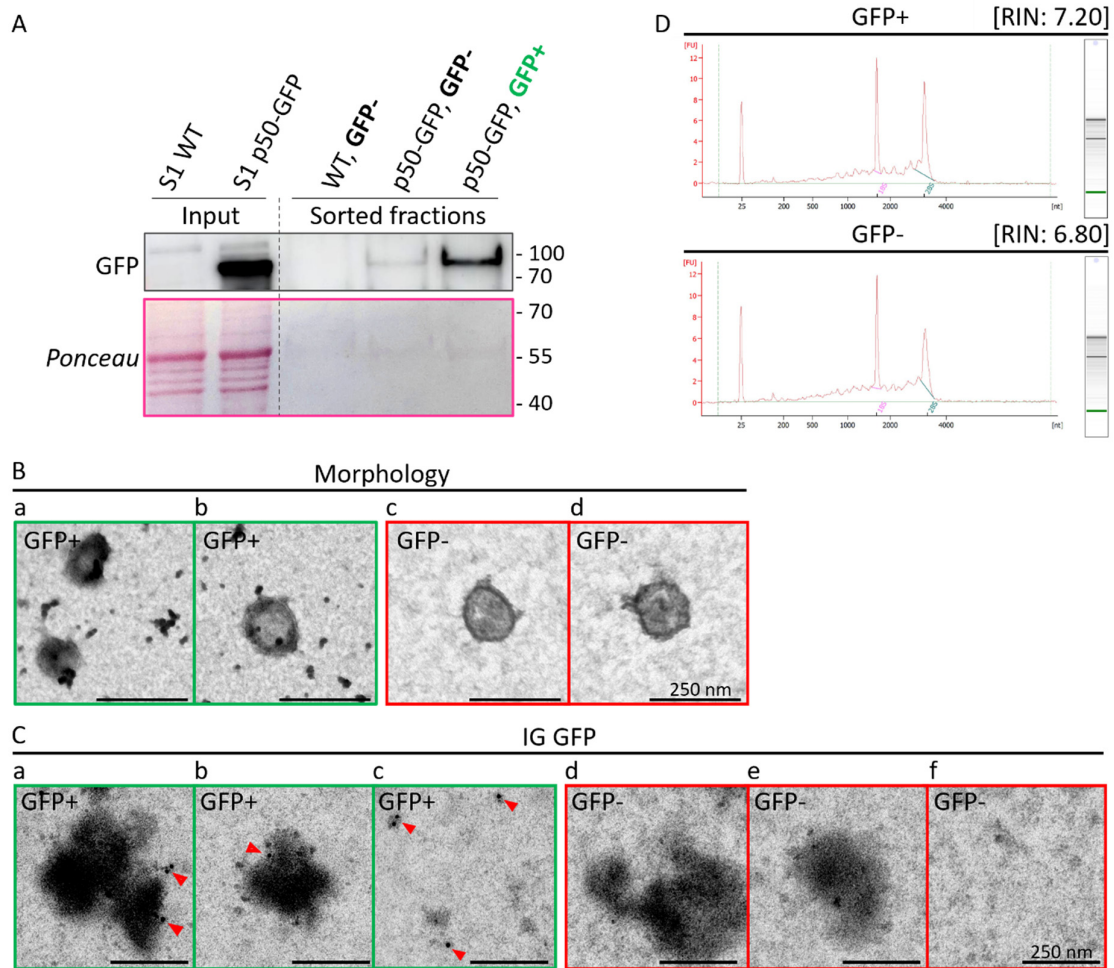 A
S1 WT
S1 p50-GFP
WT, GFP-
p50-GFP, GFP-
p50-GFP, GFP+
Input
Sorted fractions
GFP
- 100
- 70
Ponceau
- 70
- 55
- 40
D
GFP+ [RIN: 7.20]
[FU]
12
10
8
6
4
2
0
18S
28S
25 200 500 1000 2000 4000 [nt]
GFP- [RIN: 6.80]
[FU]
12
10
8
6
4
2
0
18S
28S
25 200 500 1000 2000 4000 [nt]
B
Morphology
a b c d
GFP+ GFP+ GFP- GFP-
250 nm
C
IG GFP
a b c d e f
GFP+ GFP+ GFP+ GFP- GFP- GFP-
250 nm